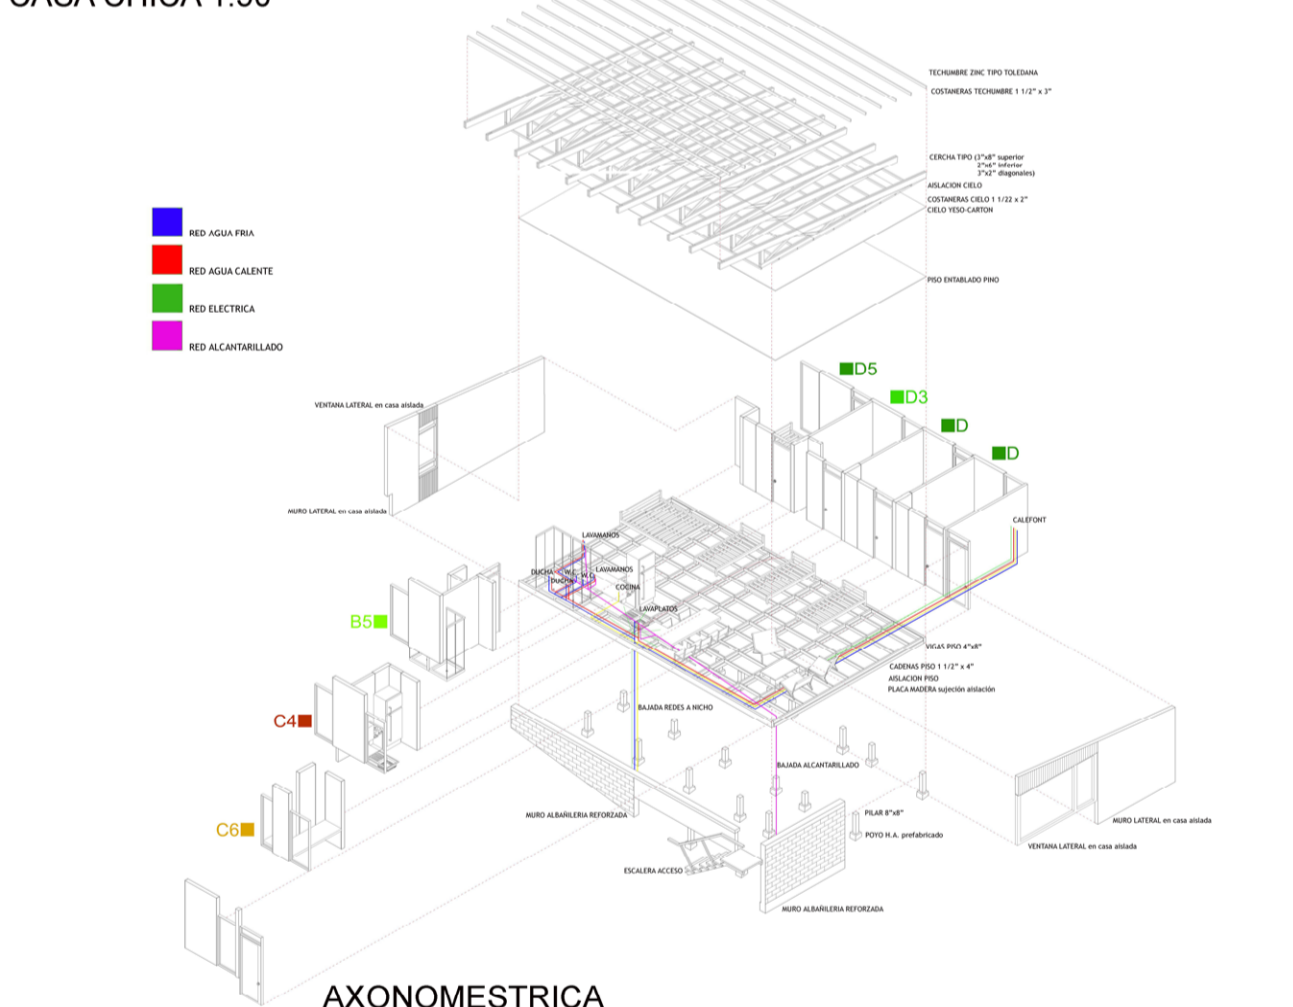 CASA CHICA 1:50
TECHUMBRE ZINC TIPO TOLEDANA
COSTANERAS TECHUMBRE 1 1/2" x 3"
CERCHA TIPO (3"x8" superior
2"x6" inferior
3"x2" diagonales)
AISLACION CIELO
COSTANERAS CIELO 1 1/22 x 2"
CIELO YESO-CARTON
PISO ENTABLADO PINO
RED AGUA FRIA
RED AGUA CALENTE
RED ELECTRICA
RED ALCANTARILLADO
D5
D3
D
D
VENTANA LATERAL en casa aislada
MURO LATERAL en casa aislada
CALEFONT
LAVAMANOS
DUCHA
W.C.
LAVAMANOS
DUCHA
W.C.
COCINA
LAVAPLATOS
B5
VIGAS PISO 4"x8"
CADENAS PISO 1 1/2" x 4"
AISLACION PISO
PLACA MADERA sujeción aislación
C4
BAJADA REDES A NICHO
BAJADA ALCANTARILLADO
C6
MURO ALBAÑILERIA REFORZADA
PILAR 8"x8"
POYO H.A. prefabricado
MURO LATERAL en casa aislada
VENTANA LATERAL en casa aislada
ESCALERA ACCESO
MURO ALBAÑILERIA REFORZADA
AXONOMESTRICA